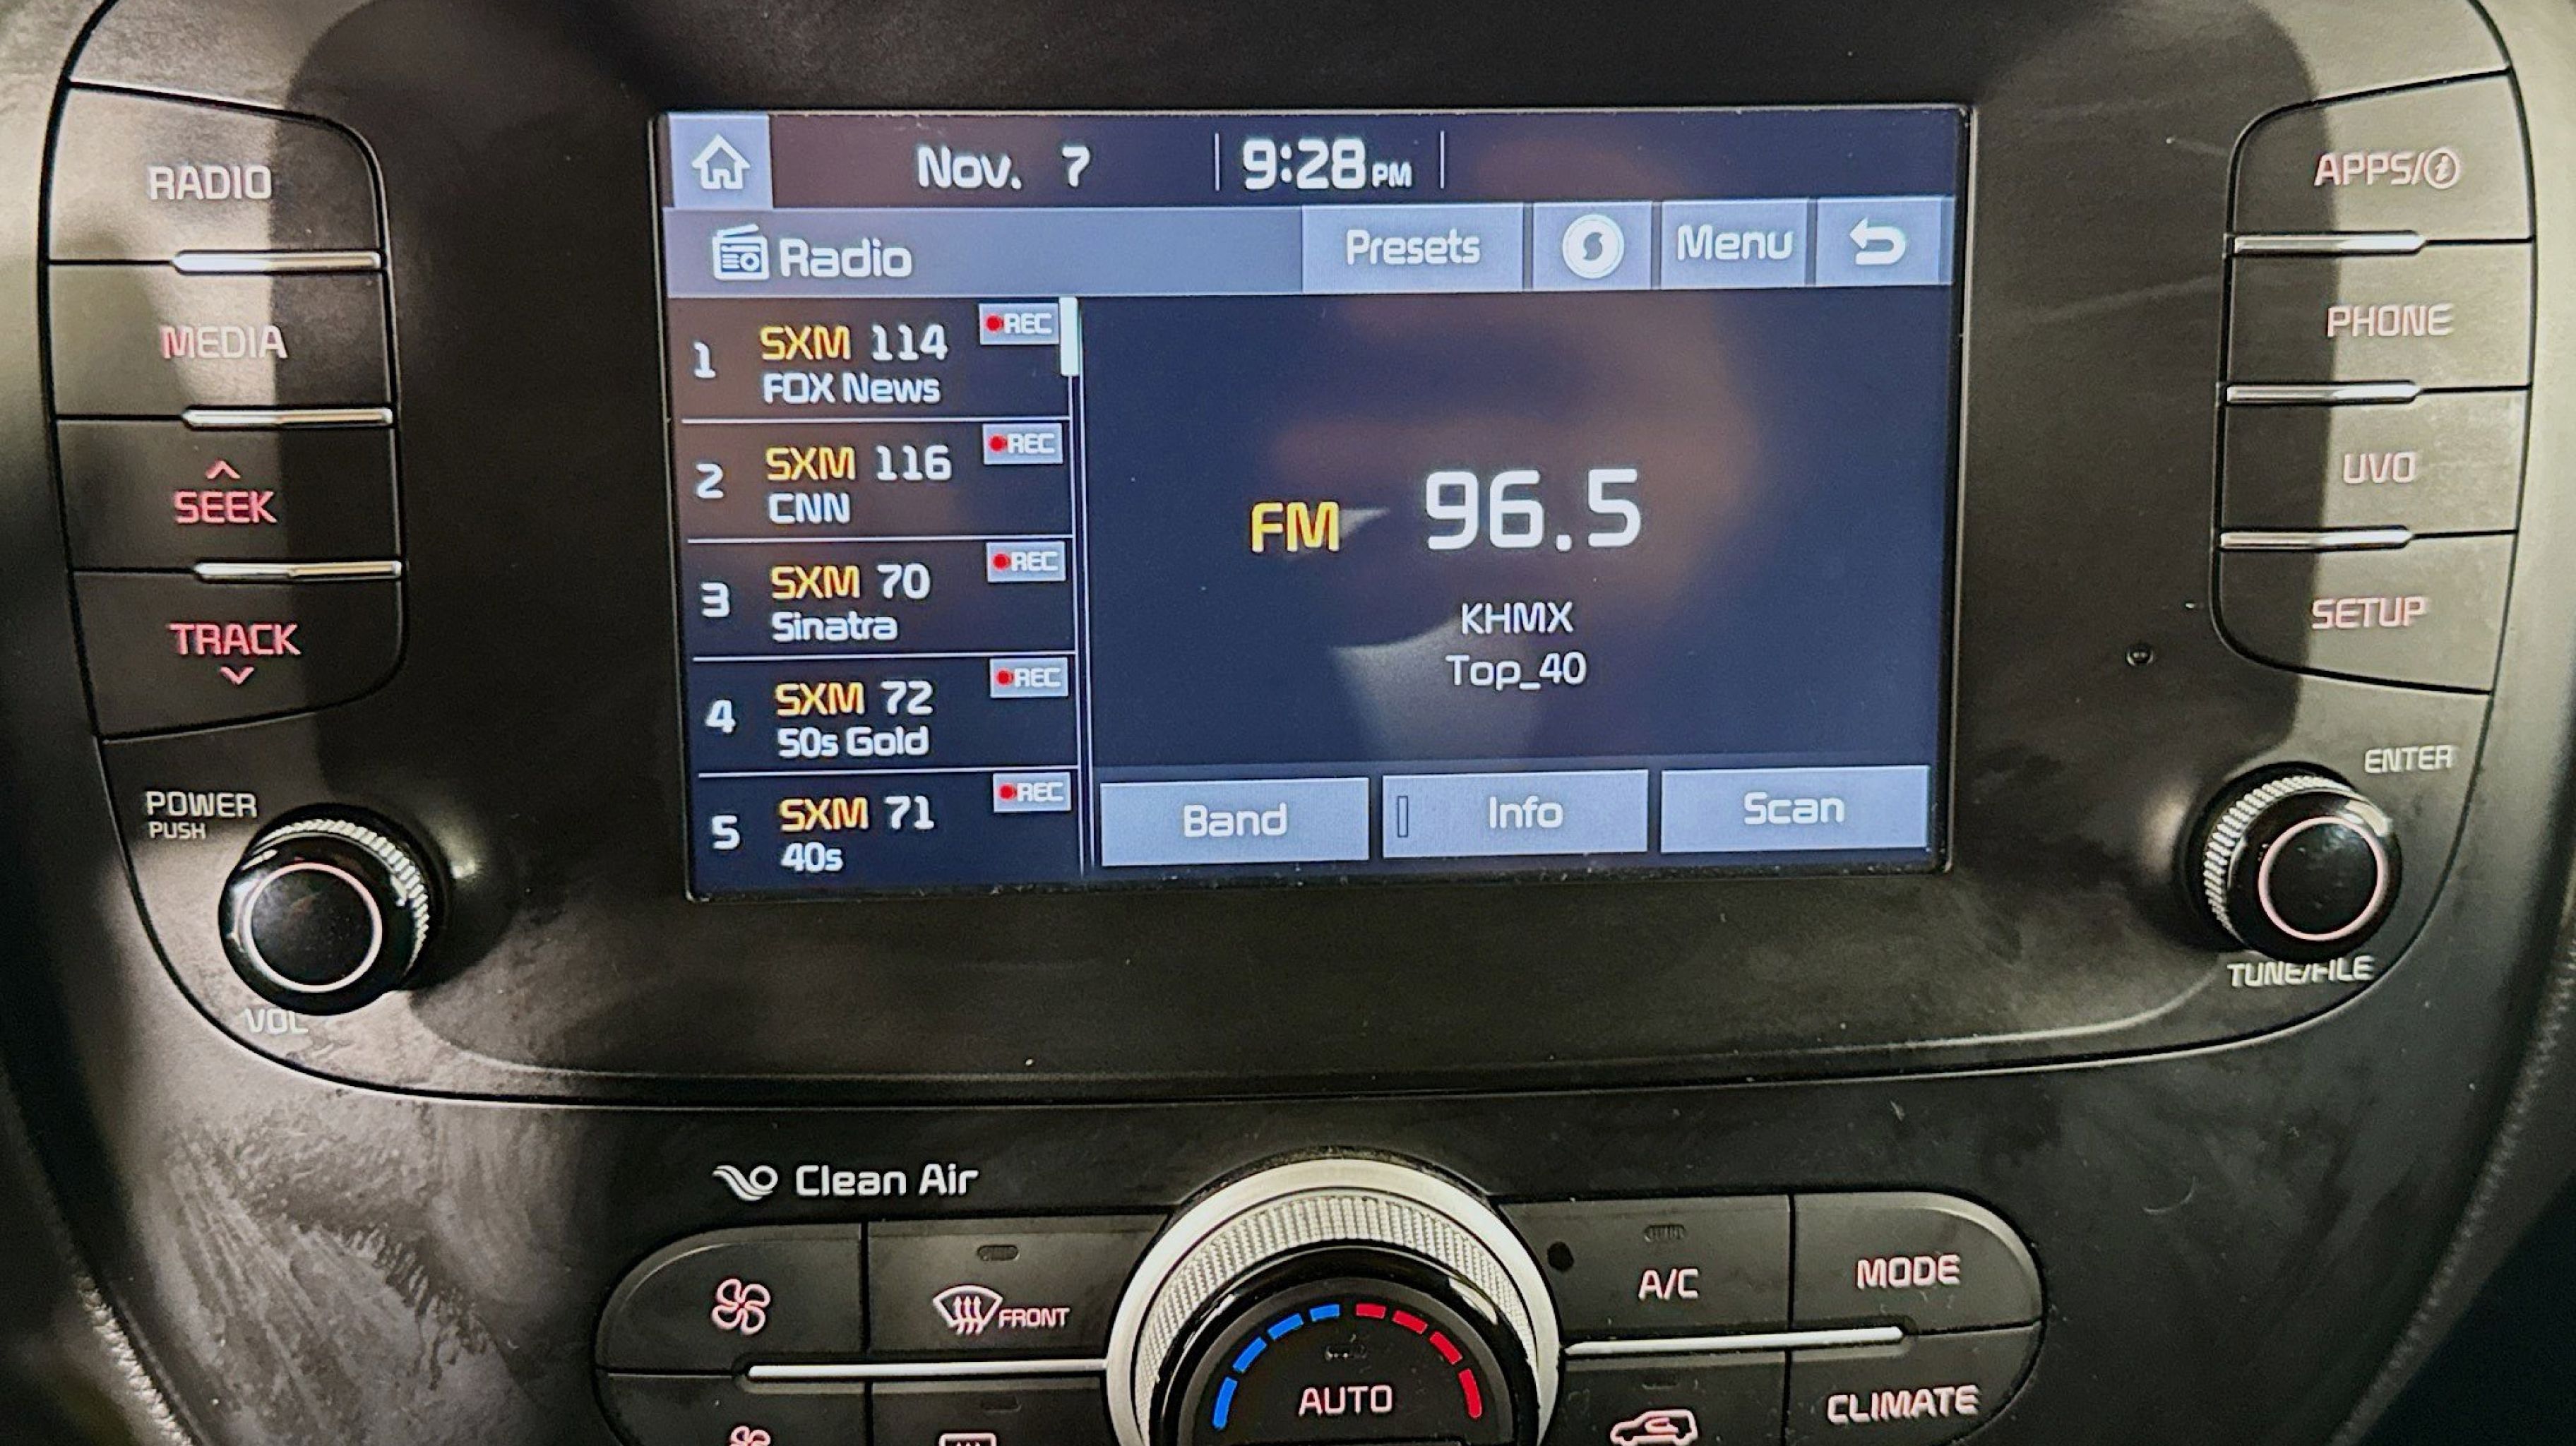 RADIO
MEDIA
SEEK
TRACK
POWER
PUSH
VOL
Nov. 7
9:28 PM
Radio
Presets
Menu
1 SXM 114 REC
FOX News
2 SXM 116 REC
CNN
3 SXM 70 REC
Sinatra
4 SXM 72 REC
50s Gold
5 SXM 71 REC
40s
FM 96.5
KHMX
Top_40
Band
Info
Scan
APPS/i
PHONE
UVO
SETUP
ENTER
TUNE/FILE
Clean Air
FRONT
AUTO
A/C
MODE
CLIMATE